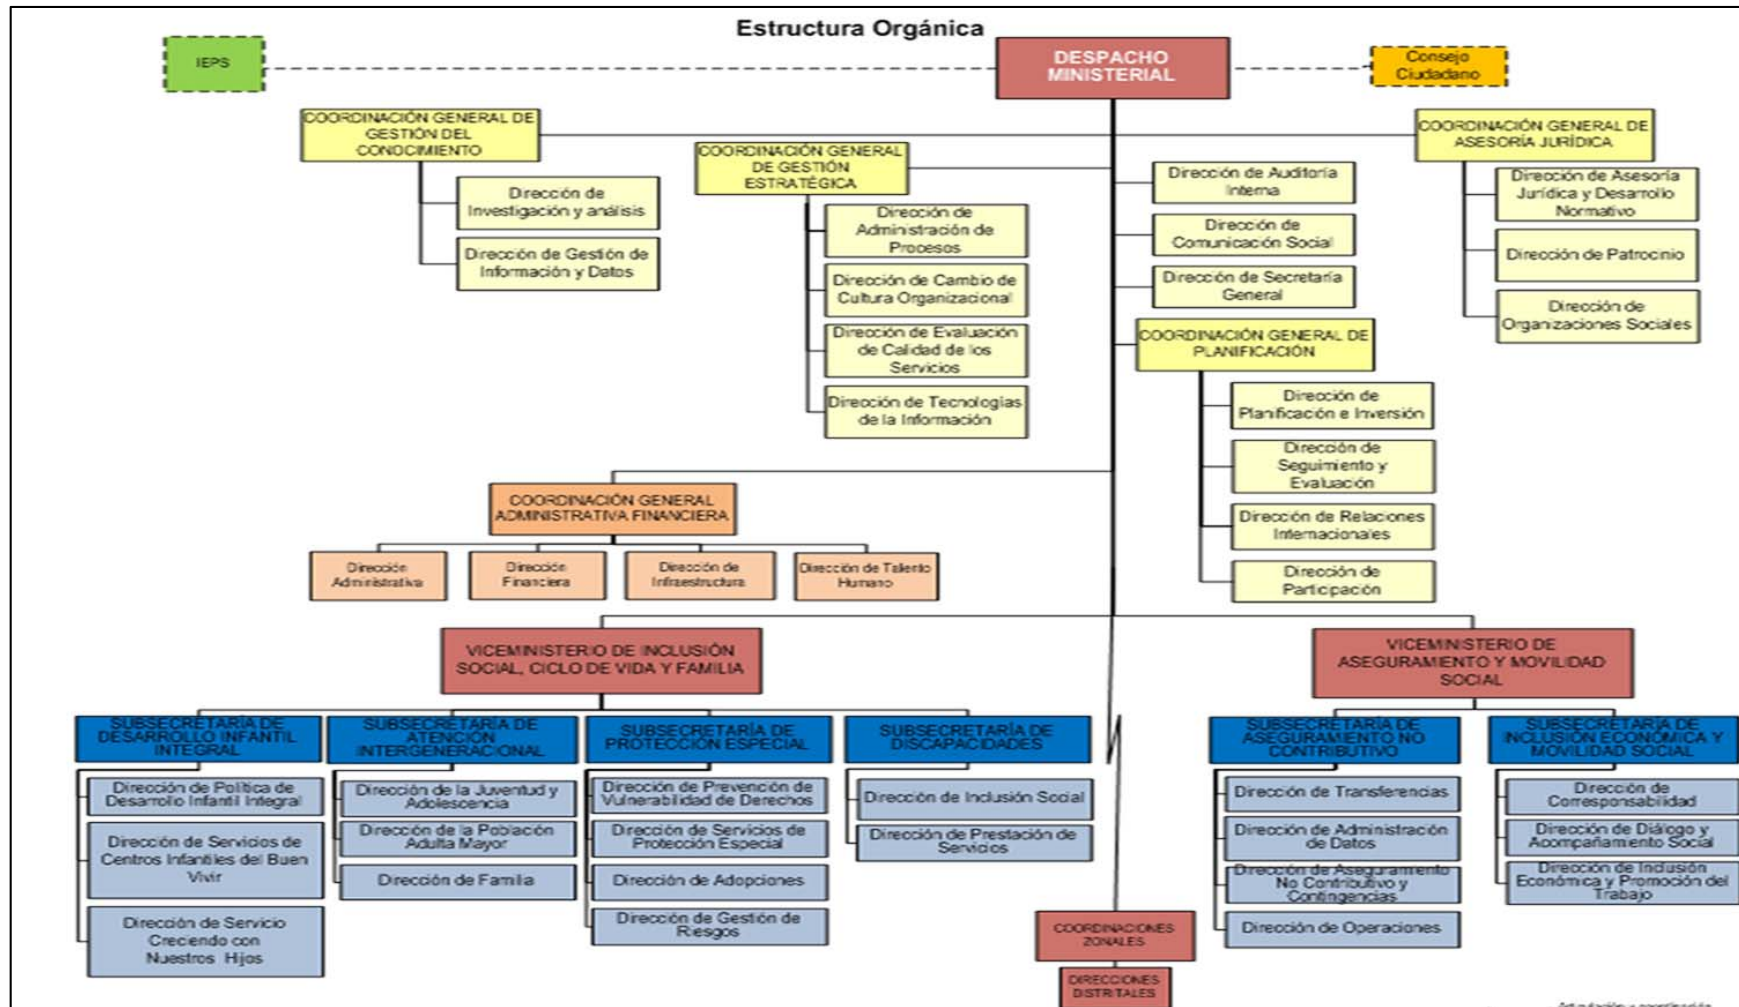 Estructura Orgánica
IEPS
DESPACHO
MINISTERIAL
Consejo
Ciudadano
COORDINACIÓN GENERAL DE
GESTIÓN DEL
CONOCIMIENTO
Dirección de
Investigación y análisis
Dirección de Gestión de
Información y Datos
COORDINACIÓN GENERAL
DE GESTIÓN
ESTRATÉGICA
Dirección de
Administración de
Procesos
Dirección de Cambio de
Cultura Organizacional
Dirección de Evaluación
de Calidad de los
Servicios
Dirección de Tecnologías
de la Información
Dirección de Auditoría
Interna
Dirección de
Comunicación Social
Dirección de Secretaría
General
COORDINACIÓN GENERAL DE
PLANIFICACIÓN
Dirección de
Planificación e Inversión
Dirección de
Seguimiento y
Evaluación
Dirección de Relaciones
Internacionales
Dirección de
Participación
COORDINACIÓN GENERAL DE
ASESORÍA JURÍDICA
Dirección de Asesoría
Jurídica y Desarrollo
Normativo
Dirección de Patrocinio
Dirección de
Organizaciones Sociales
COORDINACIÓN GENERAL
ADMINISTRATIVA FINANCIERA
Dirección
Administrativa
Dirección
Financiera
Dirección de
Infraestructura
Dirección de Talento
Humano
VICEMINISTERIO DE INCLUSIÓN
SOCIAL, CICLO DE VIDA Y FAMILIA
SUBSECRETARÍA DE
DESARROLLO INFANTIL
INTEGRAL
Dirección de Política de
Desarrollo Infantil Integral
Dirección de Servicios de
Centros Infantiles del Buen
Vivir
Dirección de Servicio
Creciendo con
Nuestros Hijos
SUBSECRETARÍA DE
ATENCIÓN
INTERGENERACIONAL
Dirección de la Juventud y
Adolescencia
Dirección de la Población
Adulta Mayor
Dirección de Familia
SUBSECRETARÍA DE
PROTECCIÓN ESPECIAL
Dirección de Prevención de
Vulnerabilidad de Derechos
Dirección de Servicios de
Protección Especial
Dirección de Adopciones
Dirección de Gestión de
Riesgos
SUBSECRETARÍA DE
DISCAPACIDADES
Dirección de Inclusión Social
Dirección de Prestación de
Servicios
VICEMINISTERIO DE
ASEGURAMIENTO Y MOVILIDAD
SOCIAL
SUBSECRETARÍA DE
ASEGURAMIENTO NO
CONTRIBUTIVO
Dirección de Transferencias
Dirección de Administración
de Datos
Dirección de Aseguramiento
No Contributivo y
Contingencias
Dirección de Operaciones
SUBSECRETARÍA DE
INCLUSIÓN ECONÓMICA Y
MOVILIDAD SOCIAL
Dirección de
Corresponsabilidad
Dirección de Diálogo y
Acompañamiento Social
Dirección de Inclusión
Económica y Promoción del
Trabajo
COORDINACIONES
ZONALES
DIRECCIONES
DISTRITALES